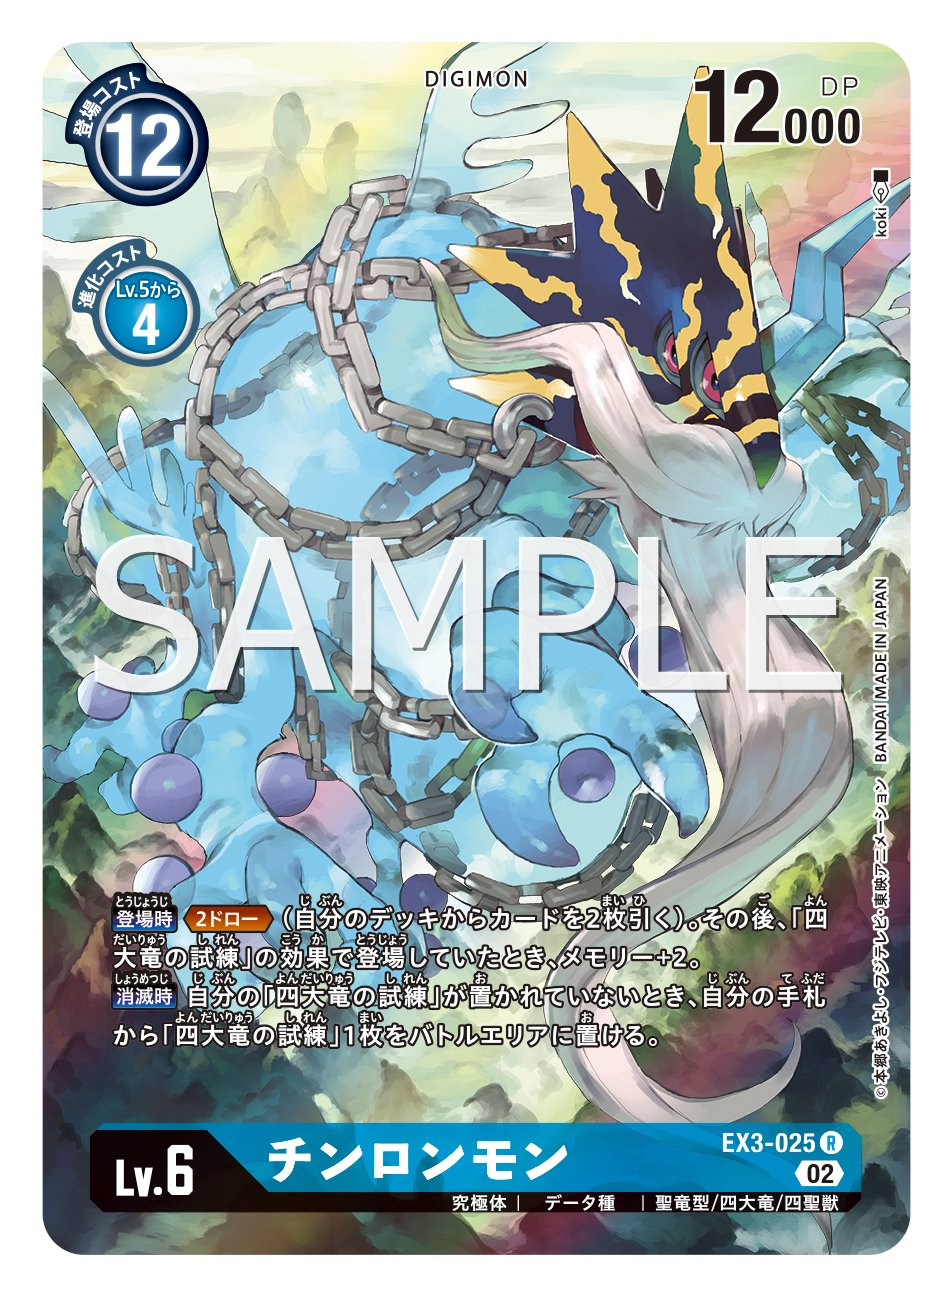 DIGIMON
登場コスト
12
12000
DP
進化コスト
Lv.5から
4
koki
SAMPLE
©本郷あきよし・フジテレビ・東映アニメーション BANDAI MADE IN JAPAN
登場時 2ドロー (自分のデッキからカードを2枚引く)。その後、「四
大竜の試練」の効果で登場していたとき、メモリー+2。
消滅時 自分の「四大竜の試練」が置かれていないとき、自分の手札
から「四大竜の試練」1枚をバトルエリアに置ける。
Lv.6
チンロンモン
EX3-025 R
02
究極体 | データ種 | 聖竜型/四大竜/四聖獣